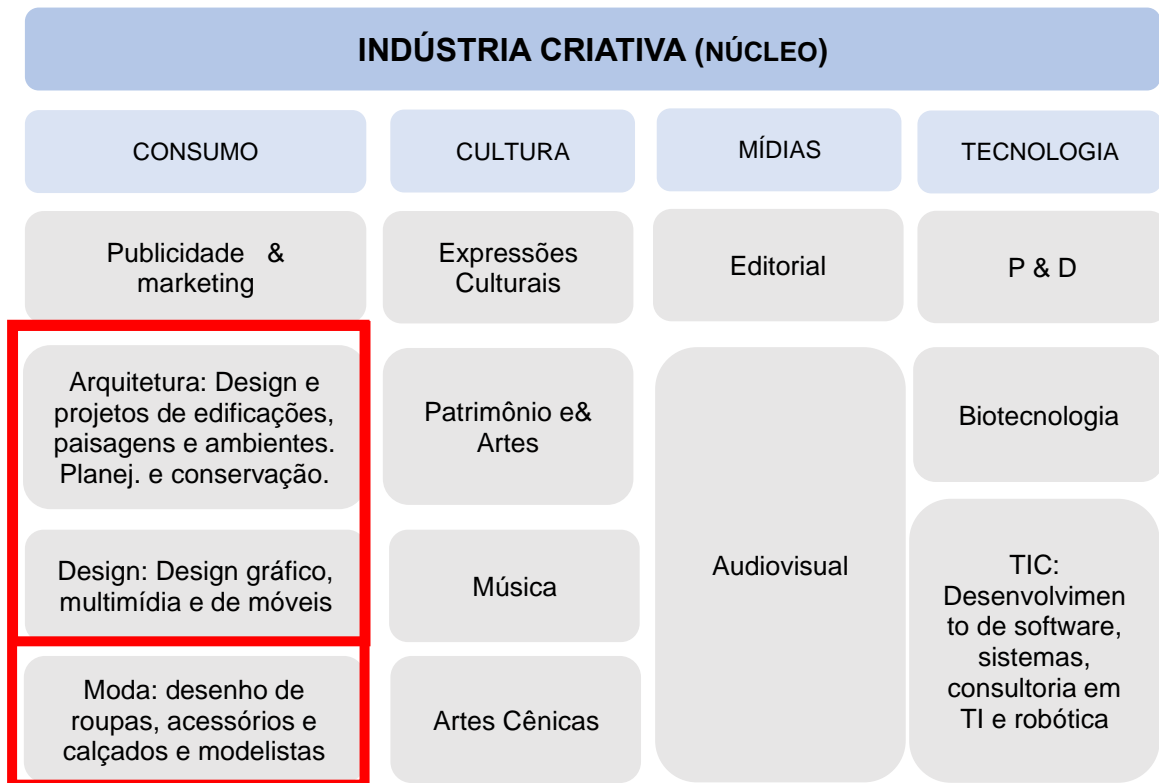 INDÚSTRIA CRIATIVA (NÚCLEO)
CONSUMO
CULTURA
MÍDIAS
TECNOLOGIA
Publicidade &
marketing
Expressões
Culturais
Editorial
P & D
Arquitetura: Design e
projetos de edificações,
paisagens e ambientes.
Planej. e conservação.
Patrimônio e&
Artes
Audiovisual
Biotecnologia
Design: Design gráfico,
multimídia e de móveis
Música
TIC:
Desenvolvimen
to de software,
sistemas,
consultoria em
TI e robótica
Moda: desenho de
roupas, acessórios e
calçados e modelistas
Artes Cênicas